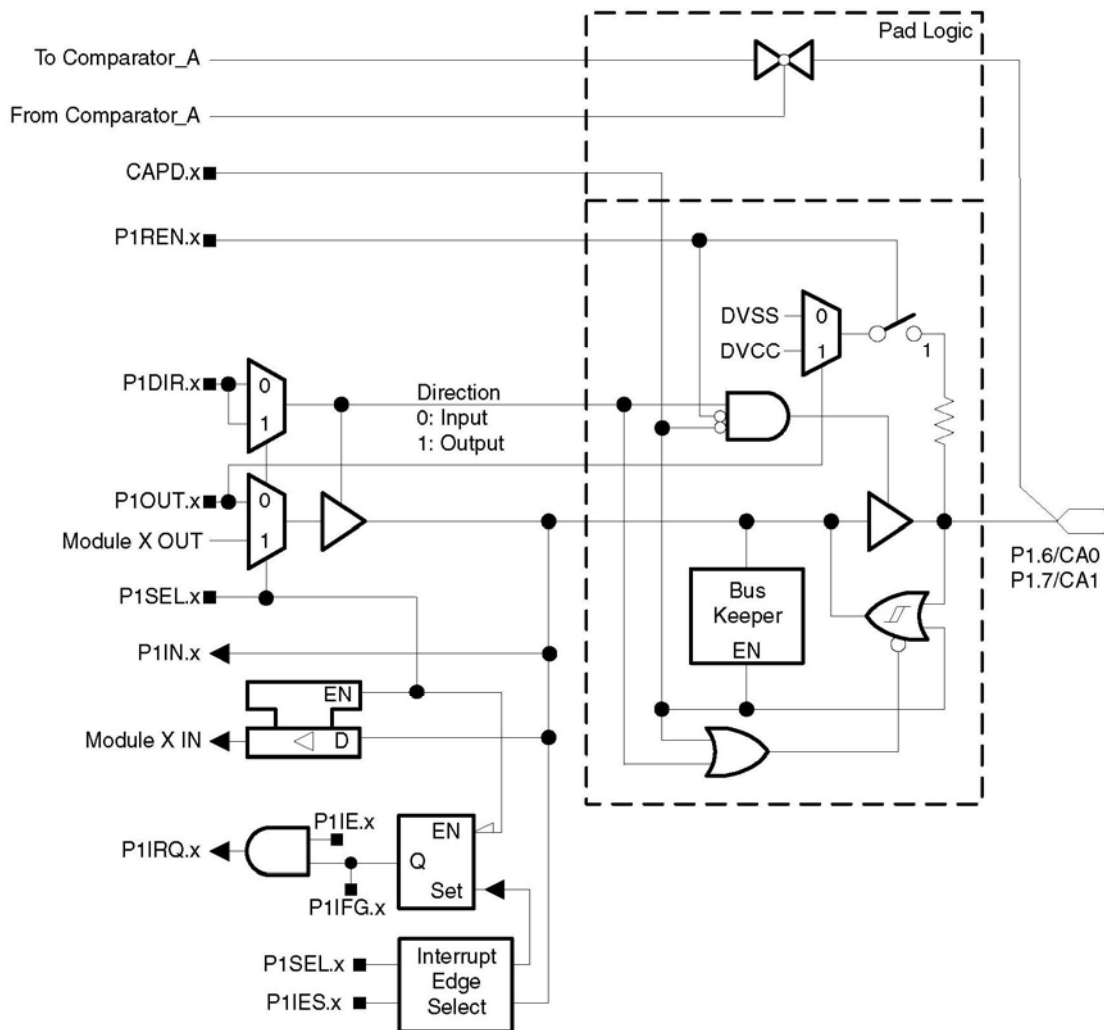 Pad Logic
To Comparator_A
From Comparator_A
CAPD.x
P1REN.x
DVSS
0
DVCC
1
1
P1DIR.x
0
1
Direction
0: Input
1: Output
P1OUT.x
0
Module X OUT
1
P1.6/CA0
P1.7/CA1
P1SEL.x
Bus
Keeper
EN
P1IN.x
EN
Module X IN
D
P1IE.x
EN
P1IRQ.x
Q
Set
P1IFG.x
P1SEL.x
P1IES.x
Interrupt
Edge
Select